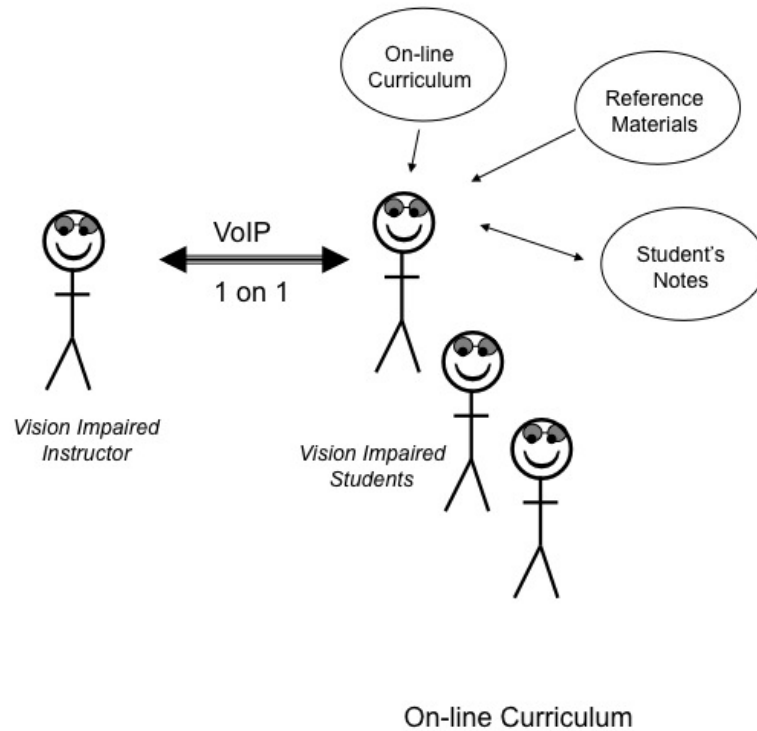 On-line
Curriculum
Reference
Materials
VoIP
1 on 1
Student's
Notes
Vision Impaired
Instructor
Vision Impaired
Students
On-line Curriculum